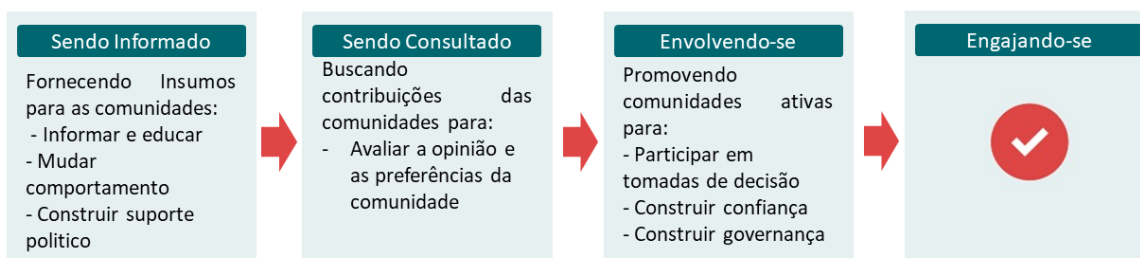 Sendo Informado
Fornecendo Insumos
para as comunidades:
- Informar e educar
- Mudar
comportamento
- Construir suporte
politico
Sendo Consultado
Buscando
contribuições das
comunidades para:
- Avaliar a opinião e
as preferências da
comunidade
Envolvendo-se
Promovendo
comunidades ativas
para:
- Participar em
tomadas de decisão
- Construir confiança
- Construir governança
Engajando-se